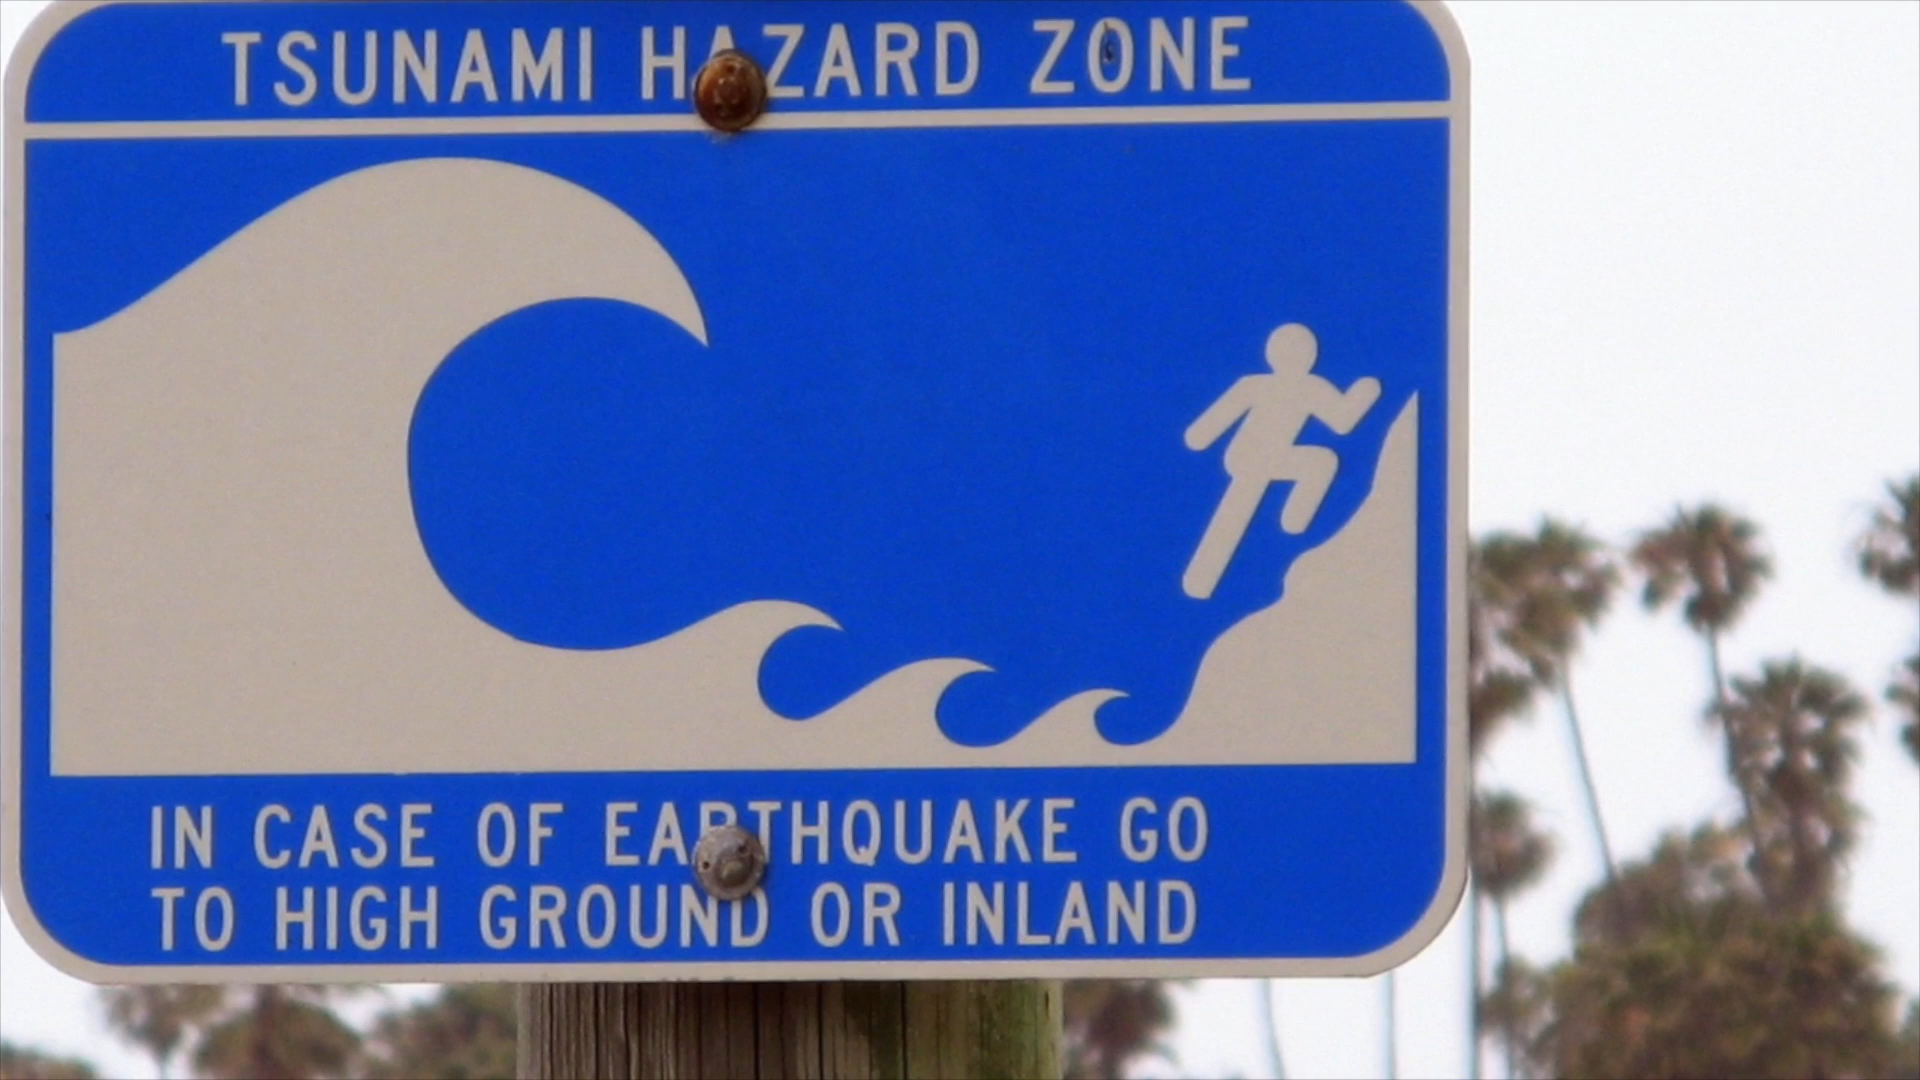 TSUNAMI HAZARD ZONE
IN CASE OF EARTHQUAKE GO
TO HIGH GROUND OR INLAND